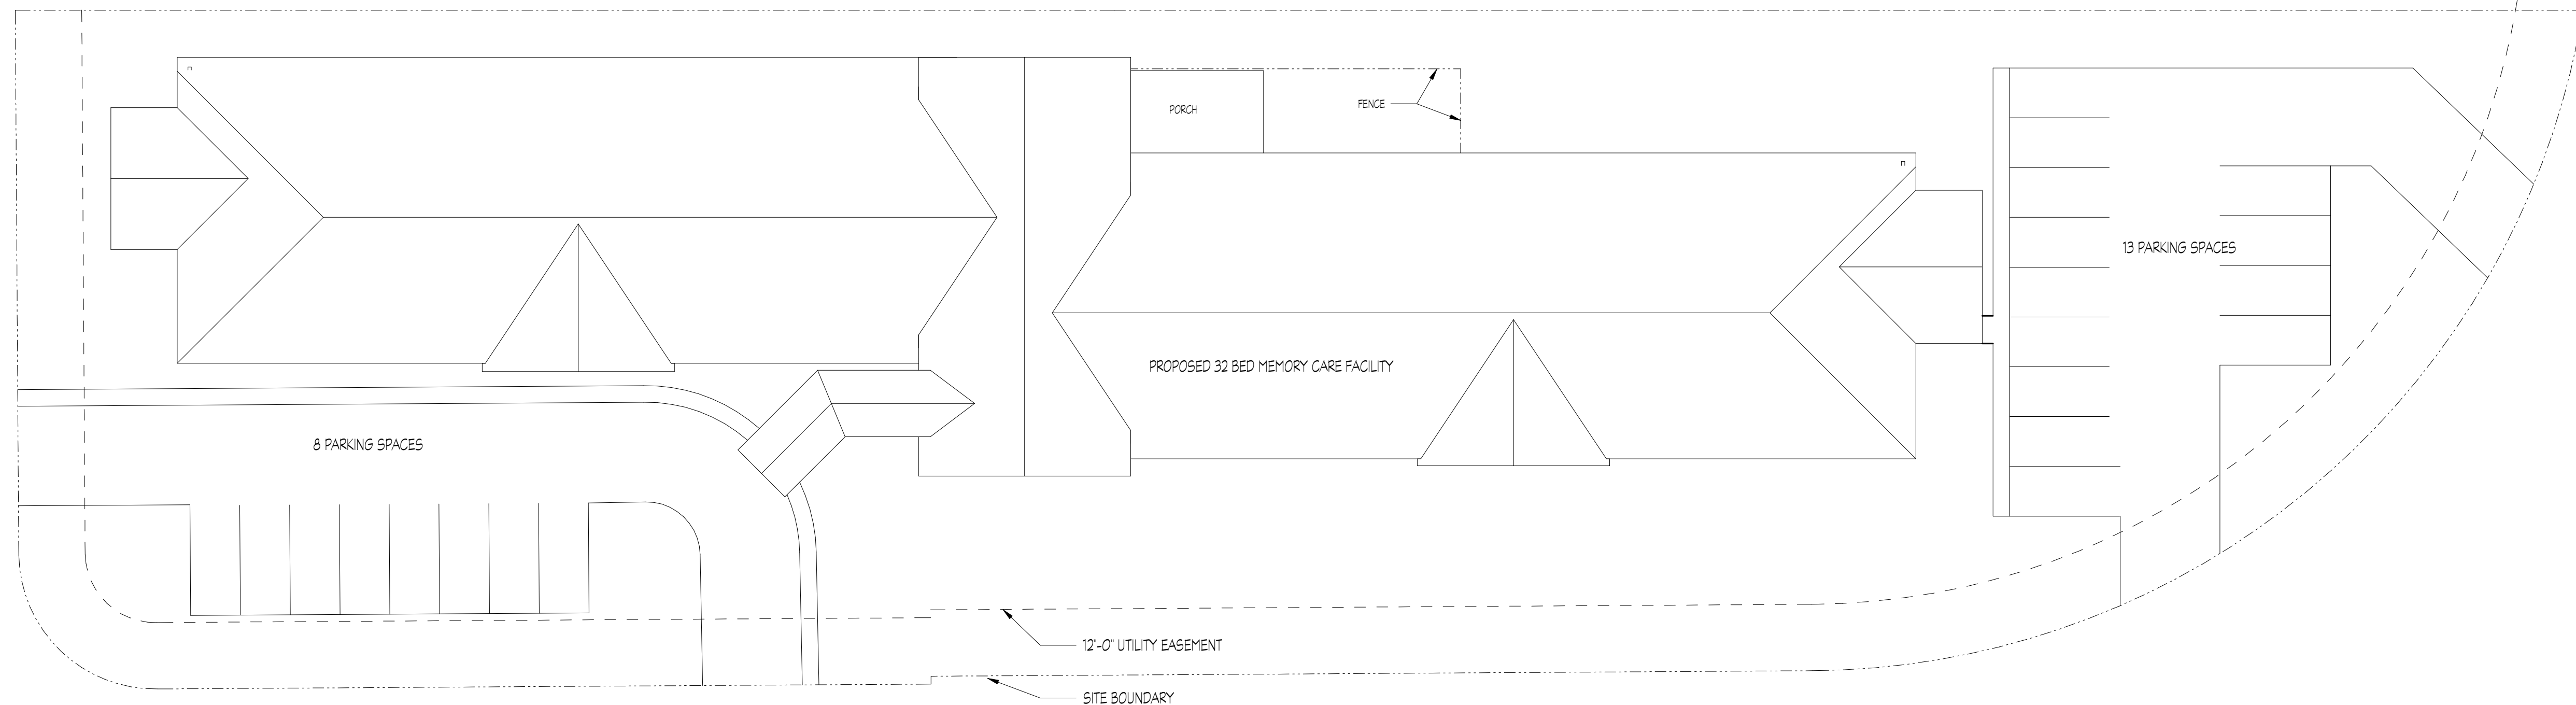 PORCH
FENCE
13 PARKING SPACES
PROPOSED 32 BED MEMORY CARE FACILITY
8 PARKING SPACES
12"-0" UTILITY EASEMENT
SITE BOUNDARY